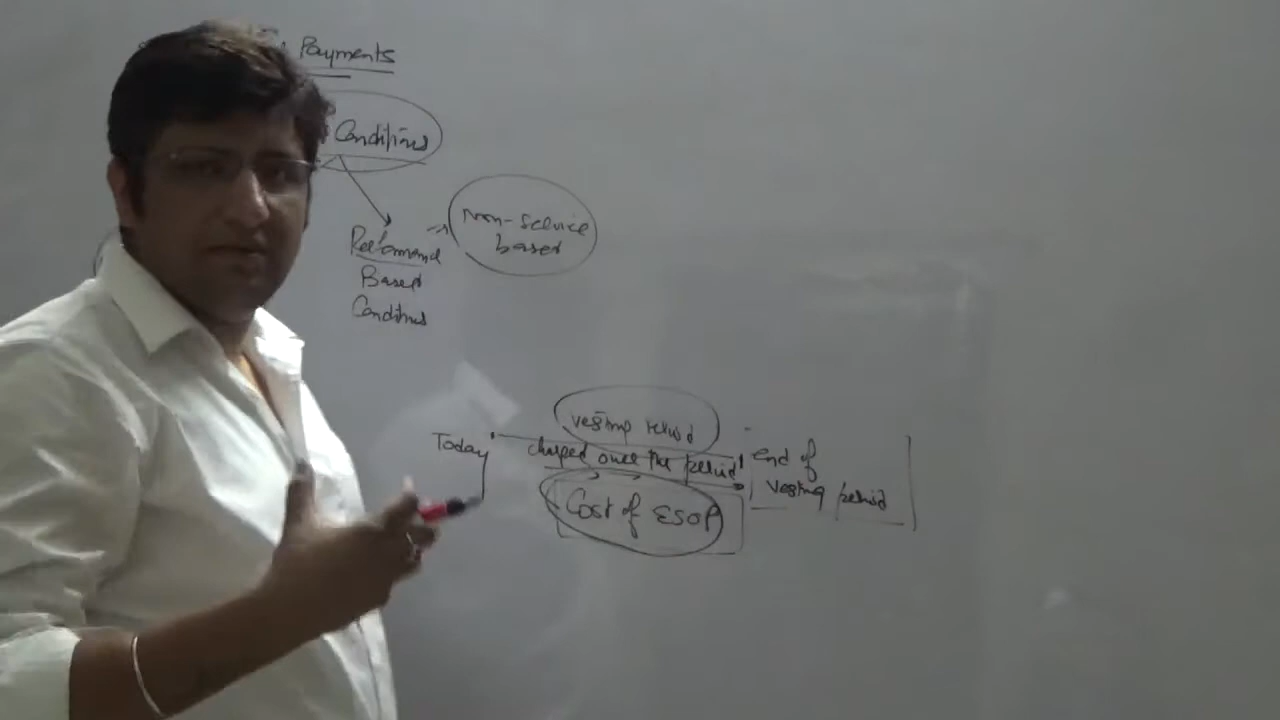 Payments
Conditions
non-service
based
Based
Conditions
Today
vesting period
charged over the period
End of
vesting period
Cost of ESOP